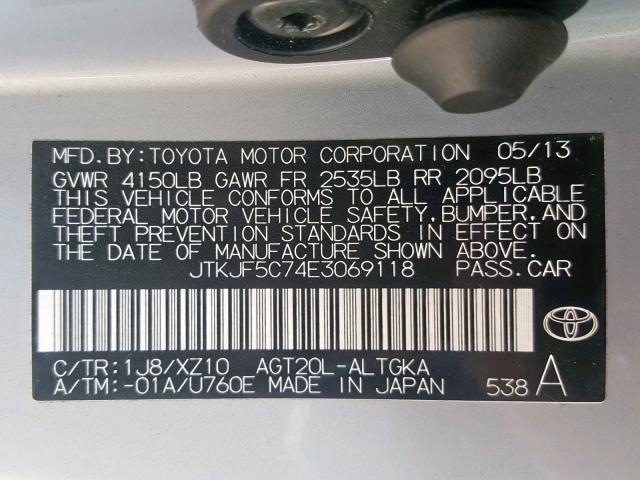 MFD.BY:TOYOTA MOTOR CORPORATION 05/13
GVWR 4150LB GAWR FR 2535LB RR 2095LB
THIS VEHICLE CONFORMS TO ALL APPLICABLE
FEDERAL MOTOR VEHICLE SAFETY,BUMPER,AND
THEFT PREVENTION STANDARDS IN EFFECT ON
THE DATE OF MANUFACTURE SHOWN ABOVE.
JTKJF5C74E3069118 PASS.CAR
C/TR:1J8/XZ10 AGT20L-ALTGKA
A/TM:-01A/U760E MADE IN JAPAN 538 A